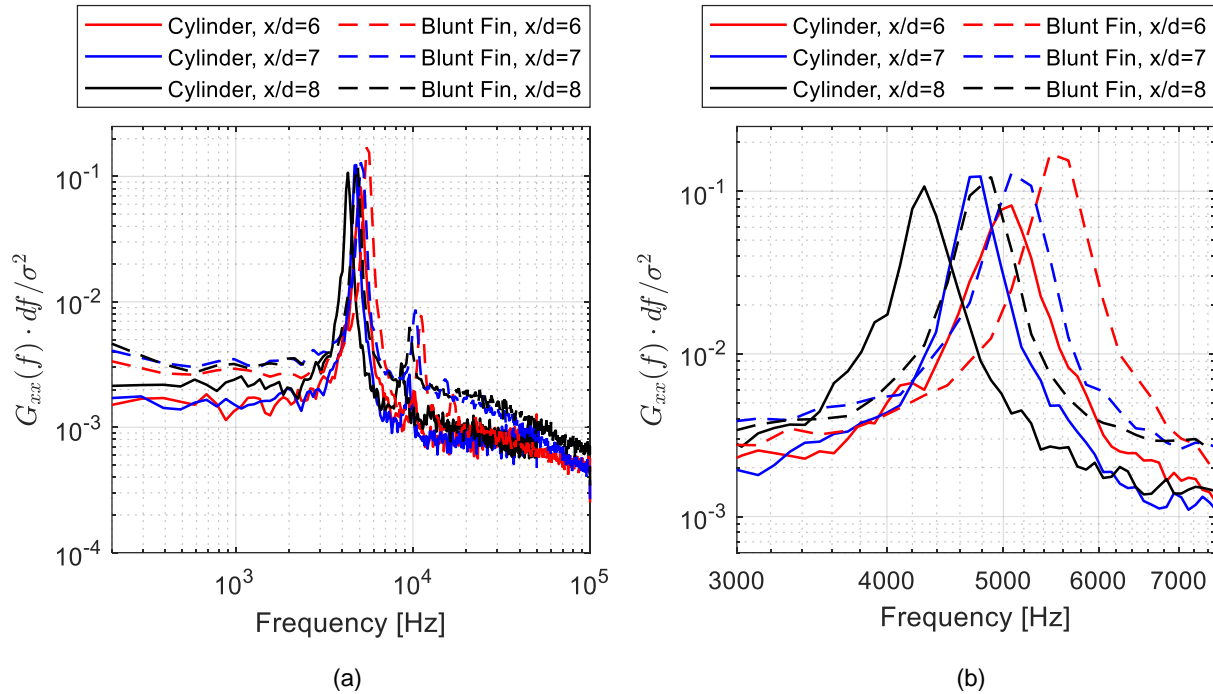 Cylinder, x/d=6 Blunt Fin, x/d=6
Cylinder, x/d=7 Blunt Fin, x/d=7
Cylinder, x/d=8 Blunt Fin, x/d=8
10^-1
10^-2
10^-3
10^-4
G_xx(f) · df/σ^2
10^3 10^4 10^5
Frequency [Hz]
(a)
Cylinder, x/d=6 Blunt Fin, x/d=6
Cylinder, x/d=7 Blunt Fin, x/d=7
Cylinder, x/d=8 Blunt Fin, x/d=8
10^-1
10^-2
10^-3
G_xx(f) · df/σ^2
3000 4000 5000 6000 7000
Frequency [Hz]
(b)